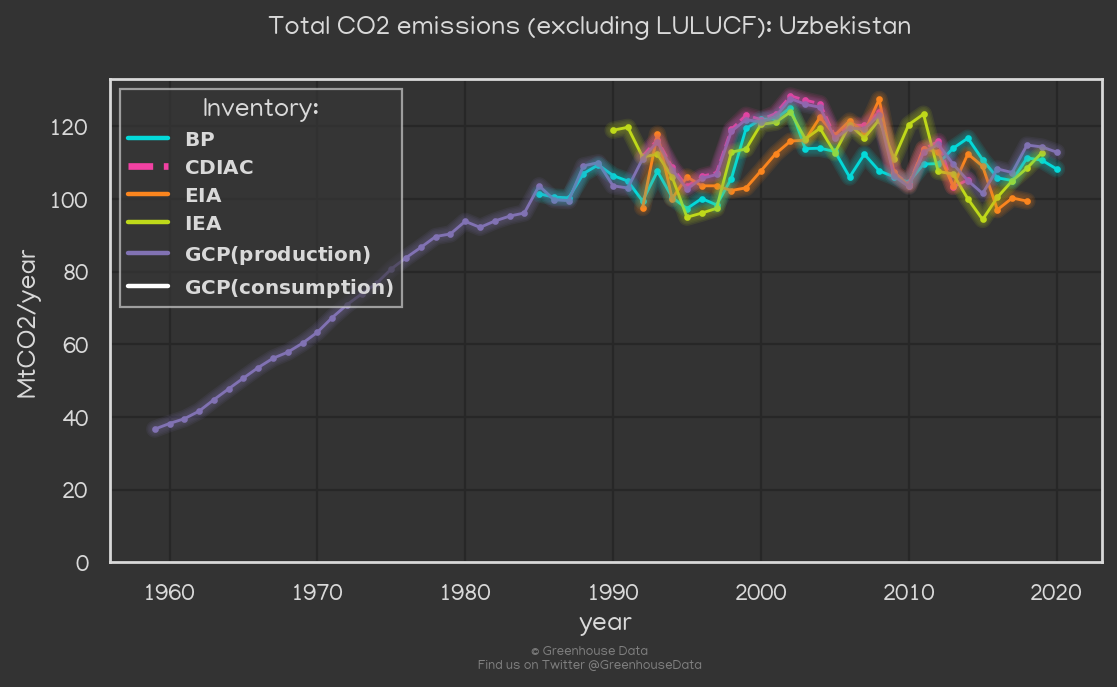 Total CO2 emissions (excluding LULUCF): Uzbekistan
Inventory:
BP
CDIAC
EIA
IEA
GCP(production)
GCP(consumption)
MtCO2/year
120
100
80
60
40
20
0
1960 1970 1980 1990 2000 2010 2020
year
© Greenhouse Data
Find us on Twitter @GreenhouseData